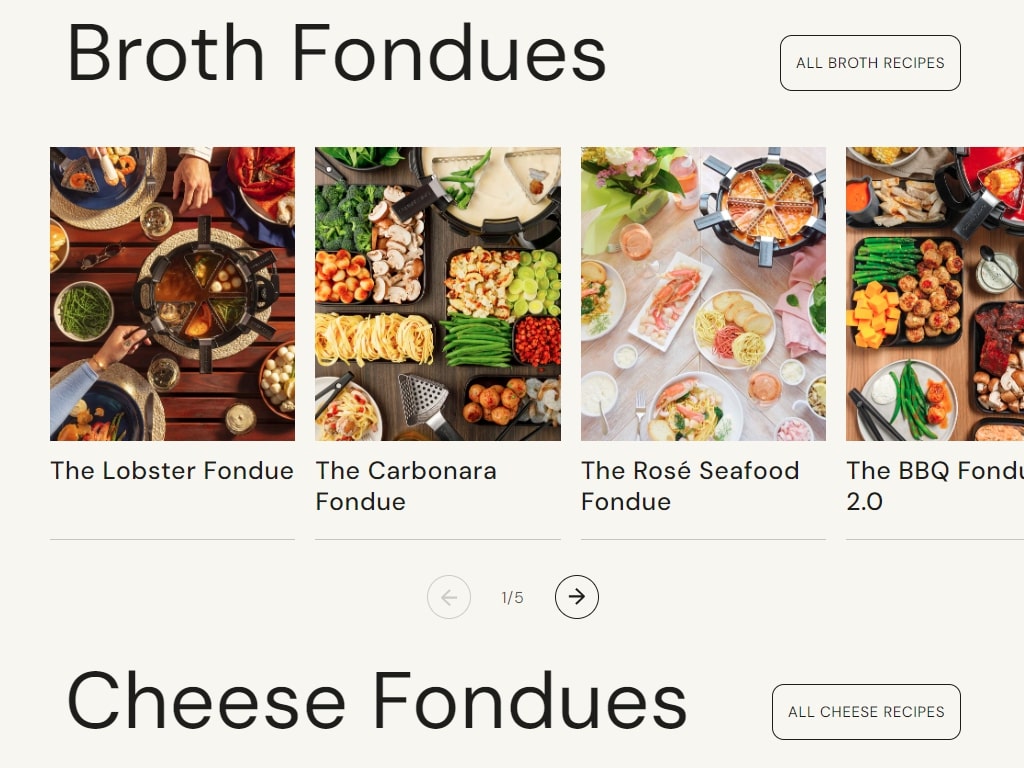 Broth Fondues
ALL BROTH RECIPES
The Lobster Fondue
The Carbonara
Fondue
The Rosé Seafood
Fondue
The BBQ
2.0
1/5
Cheese Fondues
ALL CHEESE RECIPES